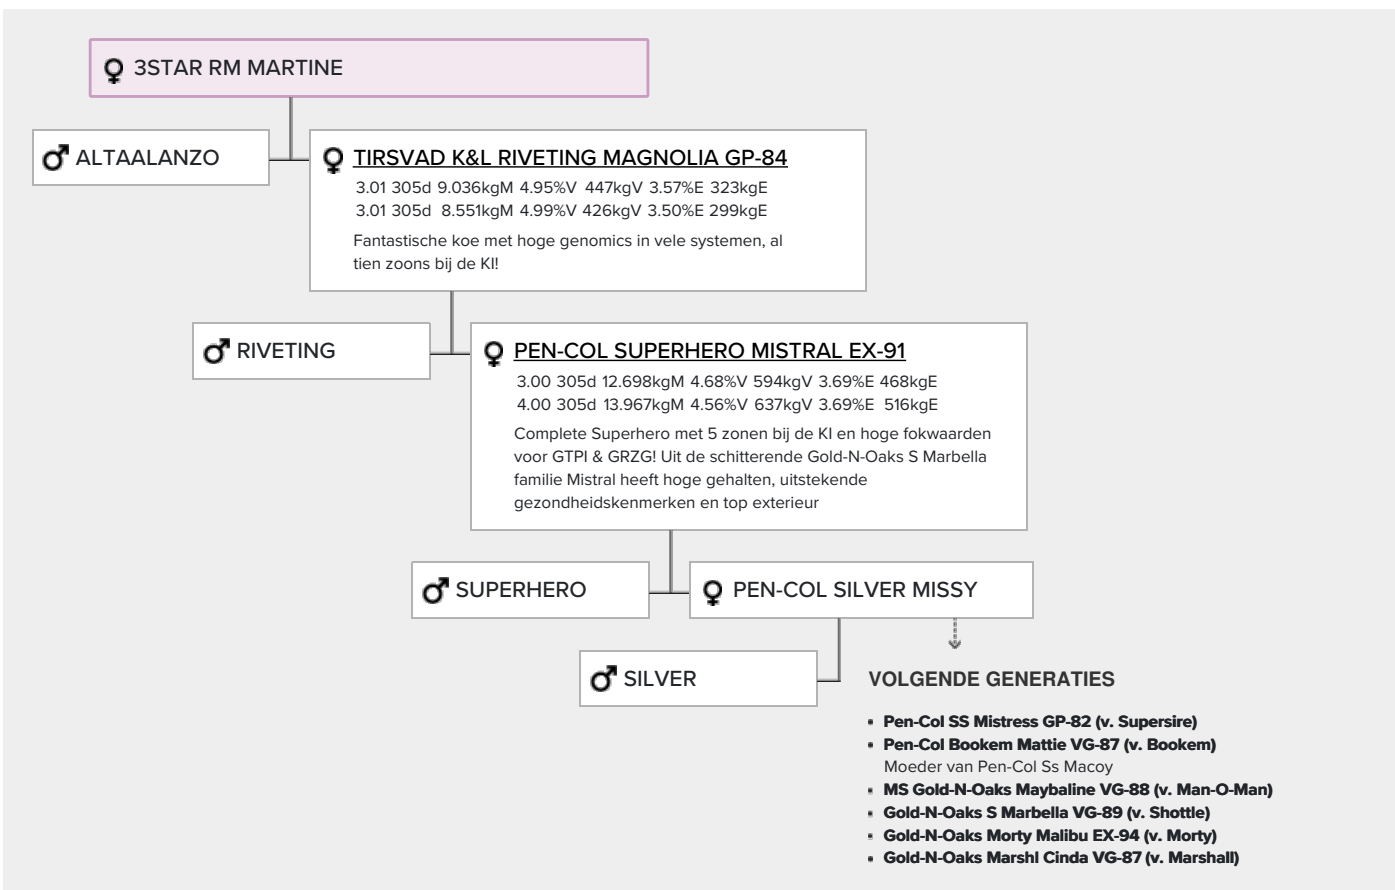 3STAR RM MARTINE
ALTAALANZO
TIRSVAD K&L RIVETING MAGNOLIA GP-84
3.01 305d 9.036kgM 4.95%V 447kgV 3.57%E 323kgE
3.01 305d 8.551kgM 4.99%V 426kgV 3.50%E 299kgE
Fantastische koe met hoge genomics in vele systemen, al
tien zoons bij de KI!
RIVETING
PEN-COL SUPERHERO MISTRAL EX-91
3.00 305d 12.698kgM 4.68%V 594kgV 3.69%E 468kgE
4.00 305d 13.967kgM 4.56%V 637kgV 3.69%E 516kgE
Complete Superhero met 5 zonen bij de KI en hoge fokwaarden
voor GTPI & GRZG! Uit de schitterende Gold-N-Oaks S Marbella
familie Mistral heeft hoge gehalten, uitstekende
gezondheidskenmerken en top exterieur
SUPERHERO
PEN-COL SILVER MISSY
SILVER
VOLGENDE GENERATIES
• Pen-Col SS Mistress GP-82 (v. Supersire)
• Pen-Col Bookem Mattie VG-87 (v. Bookem)
Moeder van Pen-Col Ss Macoy
• MS Gold-N-Oaks Maybaline VG-88 (v. Man-O-Man)
• Gold-N-Oaks S Marbella VG-89 (v. Shottle)
• Gold-N-Oaks Morty Malibu EX-94 (v. Morty)
• Gold-N-Oaks Marshl Cinda VG-87 (v. Marshall)